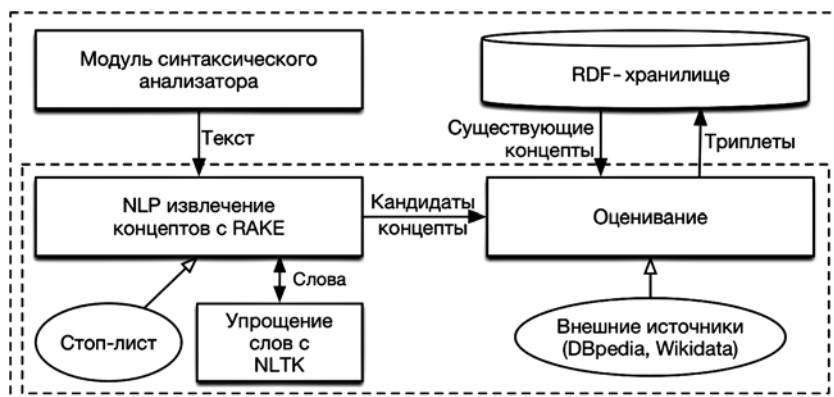 Модуль синтаксического
анализатора
RDF-хранилище
Текст
Существующие
концепты
Триплеты
NLP извлечение
концептов с RAKE
Кандидаты
концепты
Оценивание
Слова
Стоп-лист
Упрощение
слов с
NLTK
Внешние источники
(DBpedia, Wikidata)